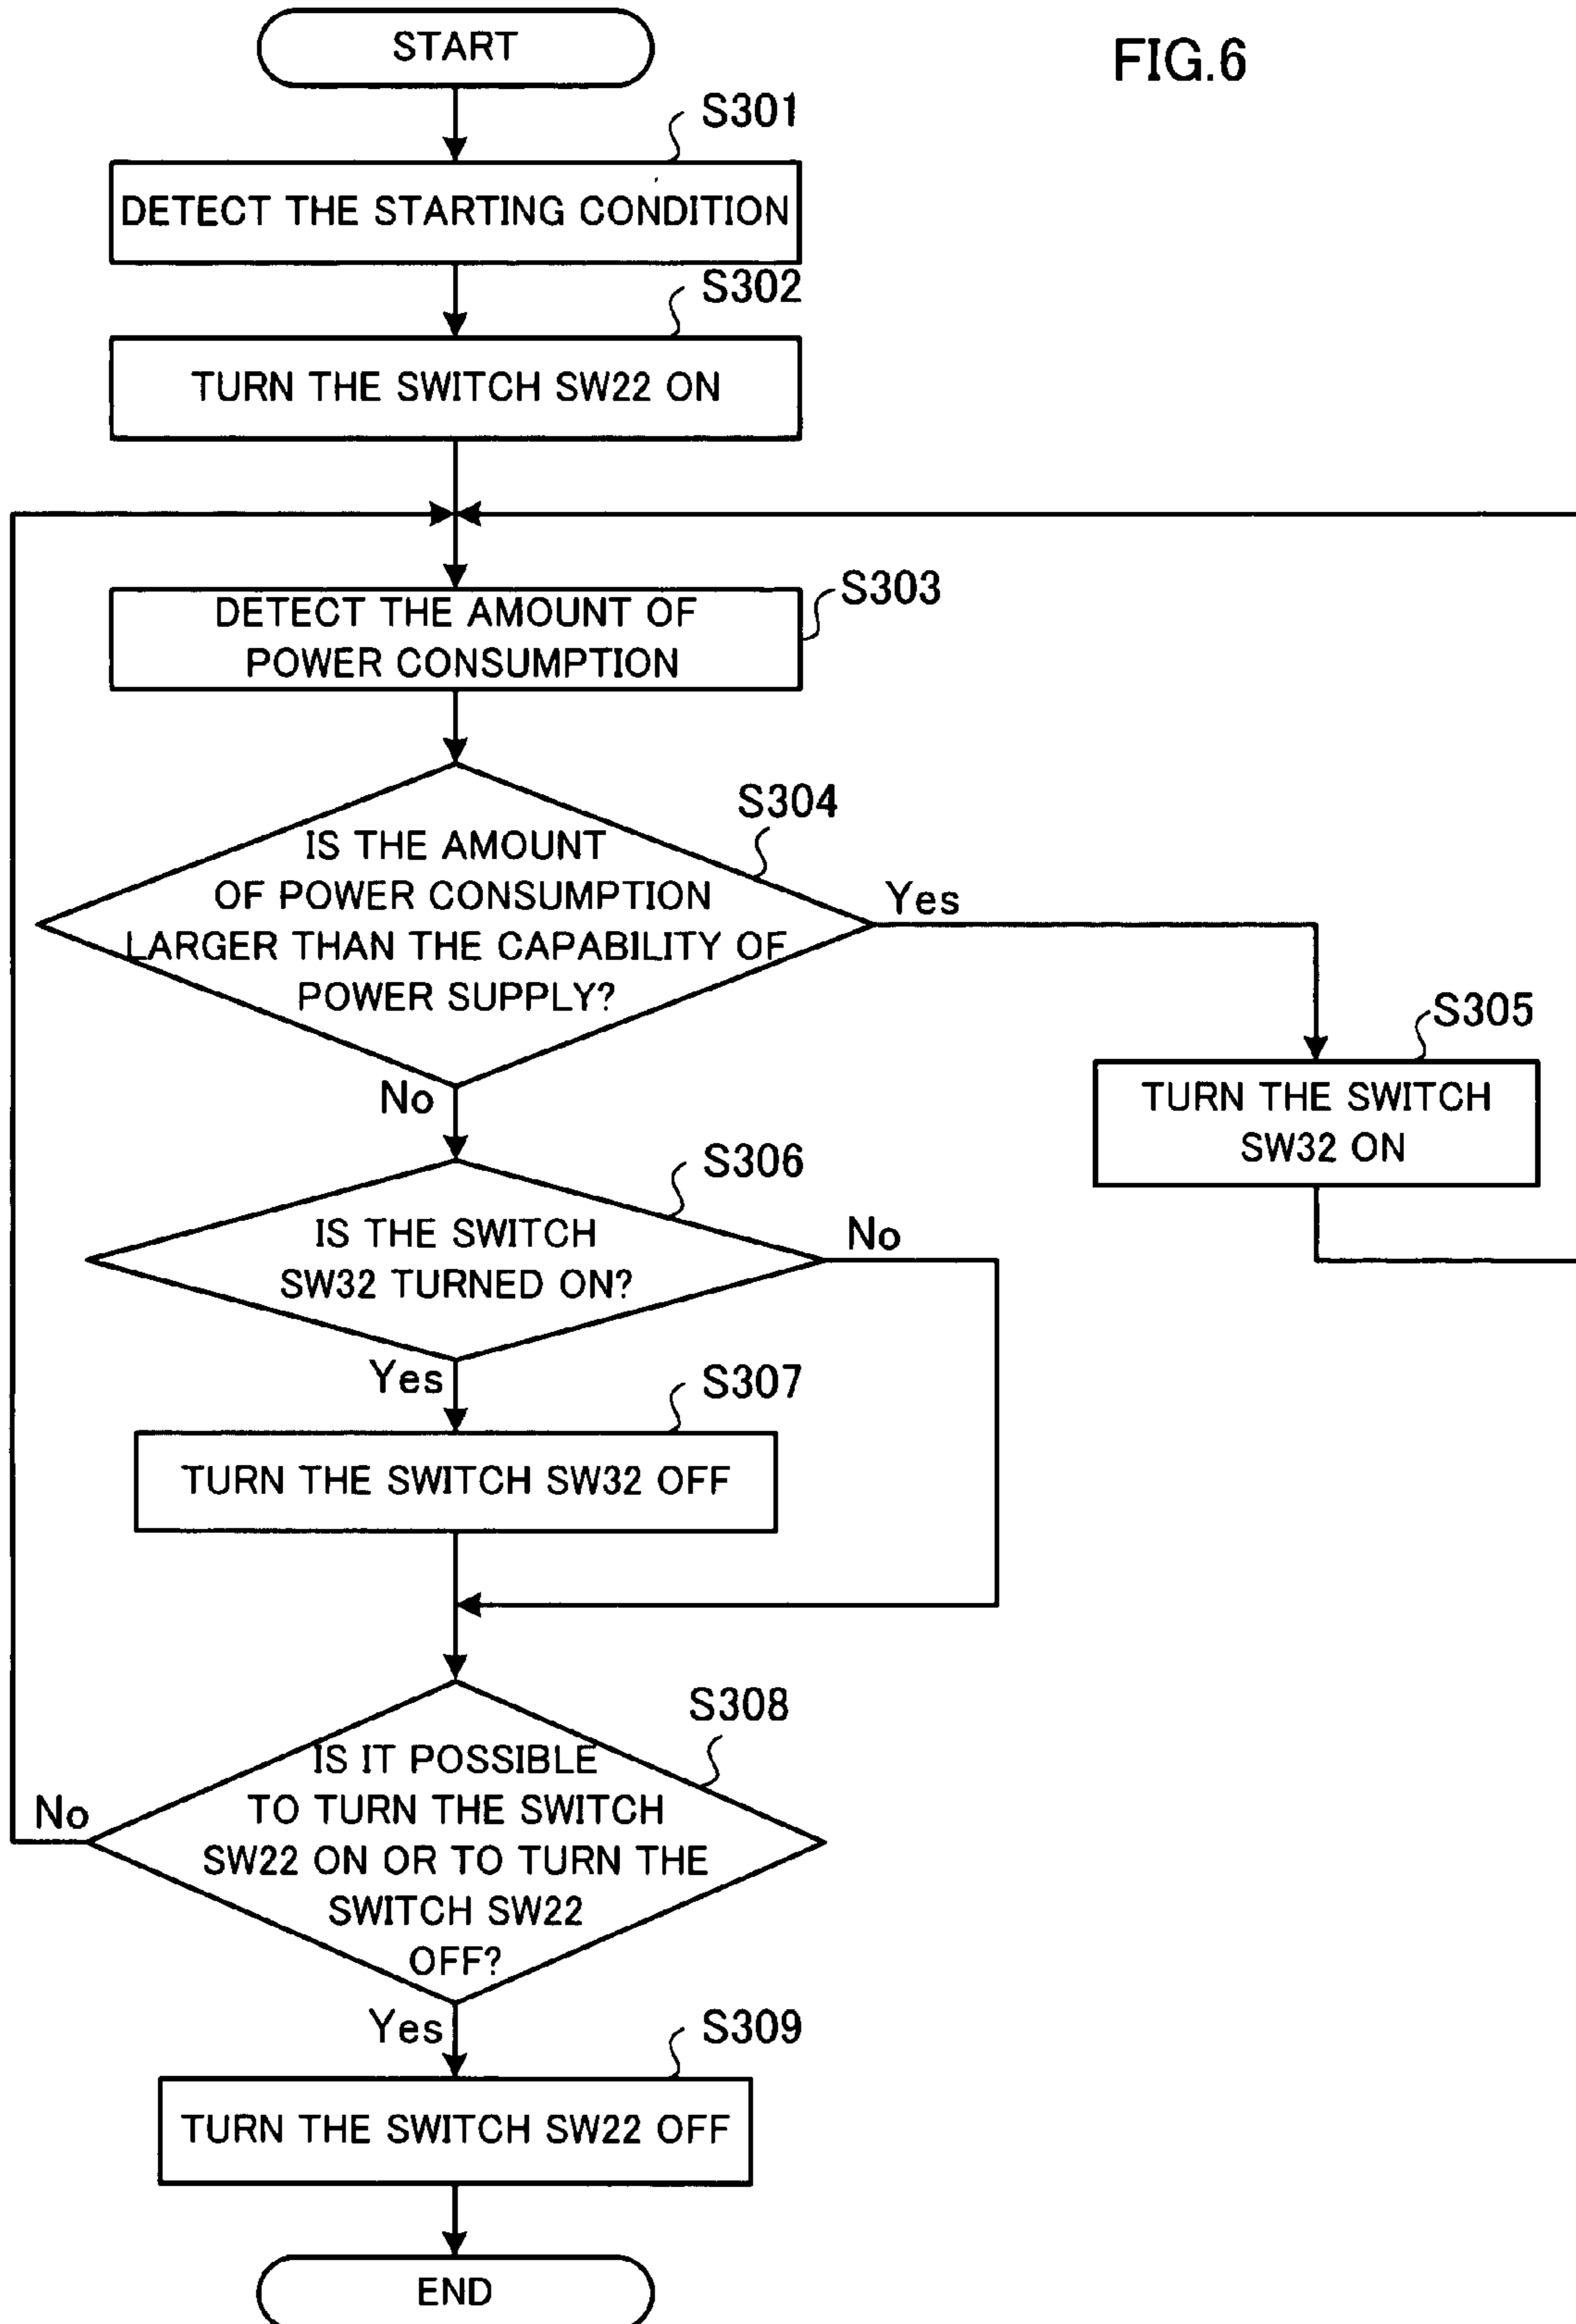 START
FIG.6
S301
DETECT THE STARTING CONDITION
S302
TURN THE SWITCH SW22 ON
S303
DETECT THE AMOUNT OF
POWER CONSUMPTION
S304
IS THE AMOUNT
OF POWER CONSUMPTION
LARGER THAN THE CAPABILITY OF
POWER SUPPLY?
Yes
S305
TURN THE SWITCH
SW32 ON
No
S306
IS THE SWITCH
SW32 TURNED ON?
No
Yes
S307
TURN THE SWITCH SW32 OFF
S308
IS IT POSSIBLE
TO TURN THE SWITCH
SW22 ON OR TO TURN THE
SWITCH SW22
OFF?
No
Yes
S309
TURN THE SWITCH SW22 OFF
END